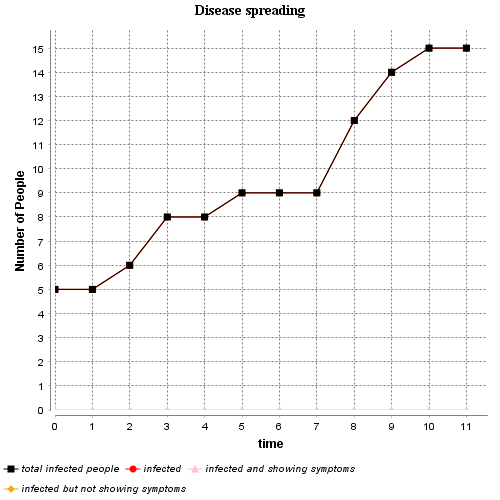 Disease spreading
Number of People
15
14
13
12
11
10
9
8
7
6
5
4
3
2
1
0
0 1 2 3 4 5 6 7 8 9 10 11
time
total infected people infected infected and showing symptoms
infected but not showing symptoms